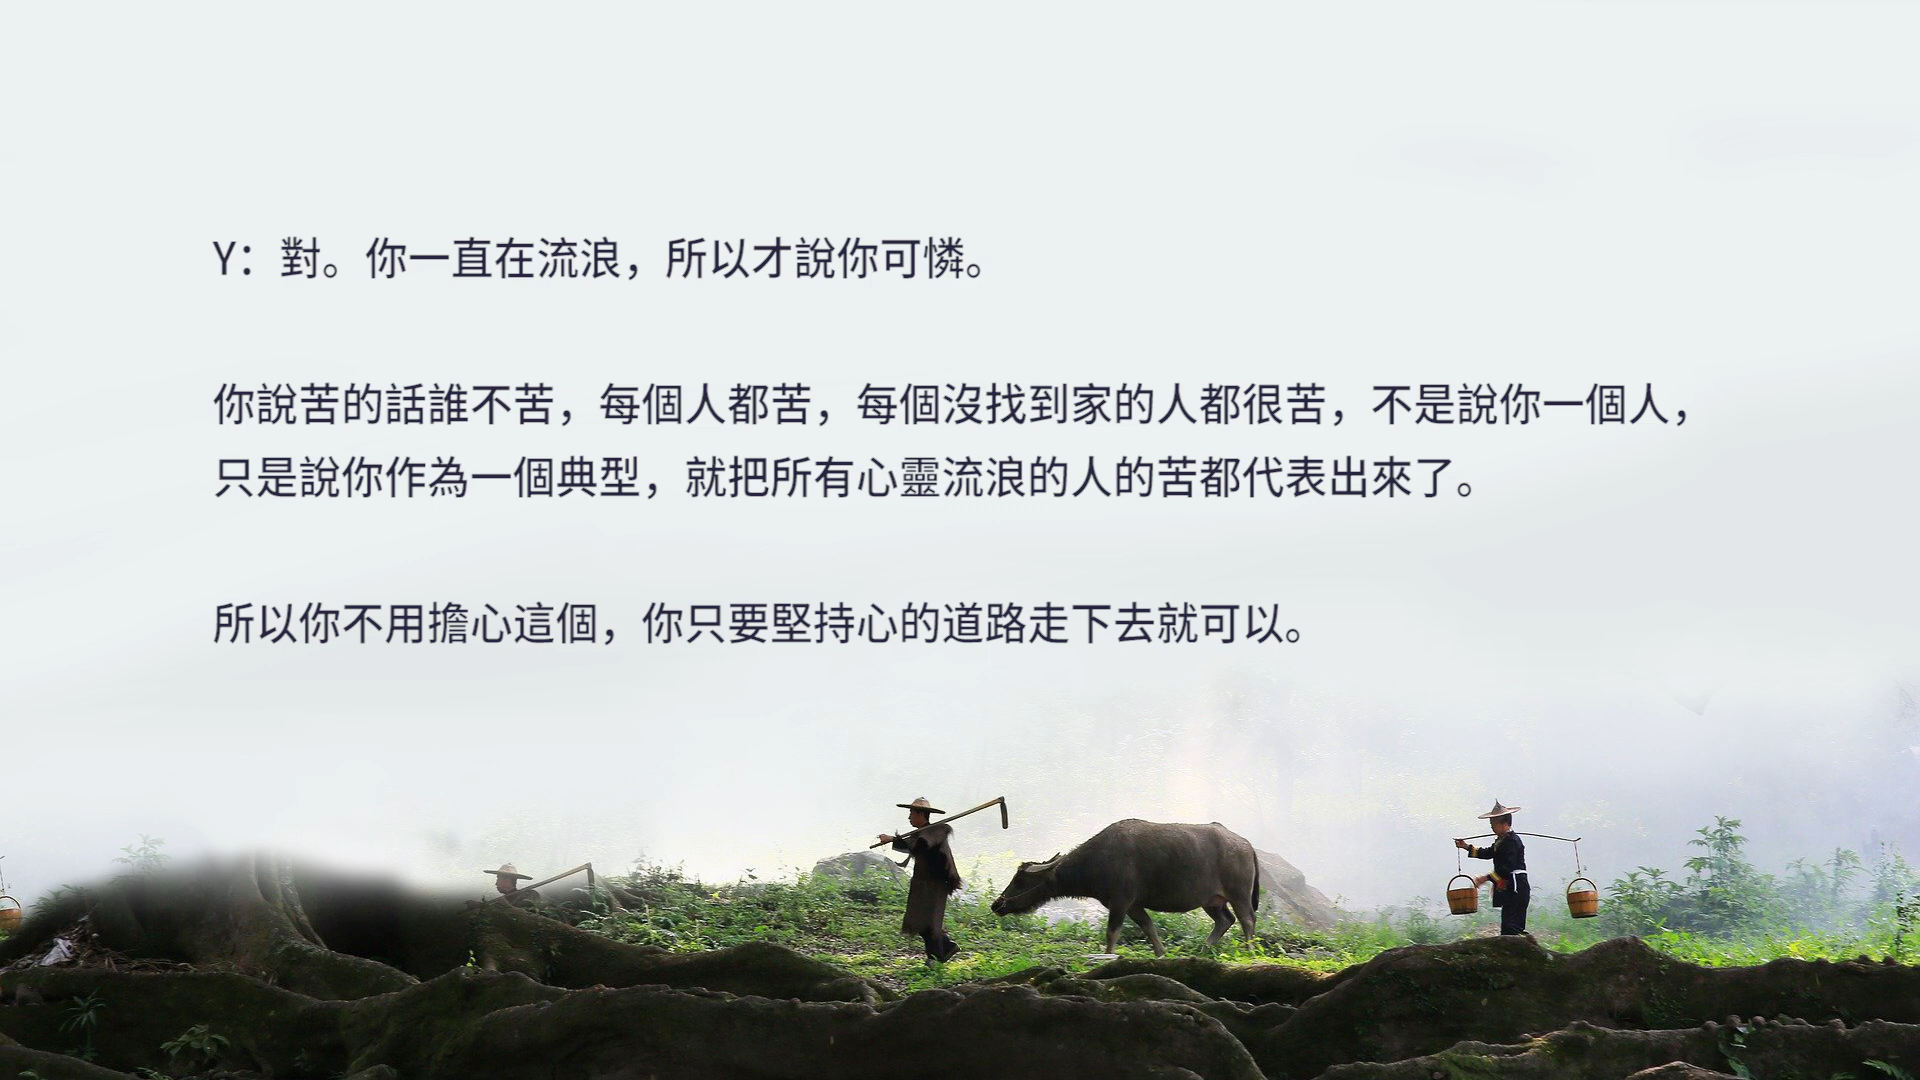 Y：對。你一直在流浪，所以才說你可憐。
你說苦的話誰不苦，每個人都苦，每個沒找到家的人都很苦，不是說你一個人，
只是說你作為一個典型，就把所有心靈流浪的人的苦都代表出來了。
所以你不用擔心這個，你只要堅持心的道路走下去就可以。